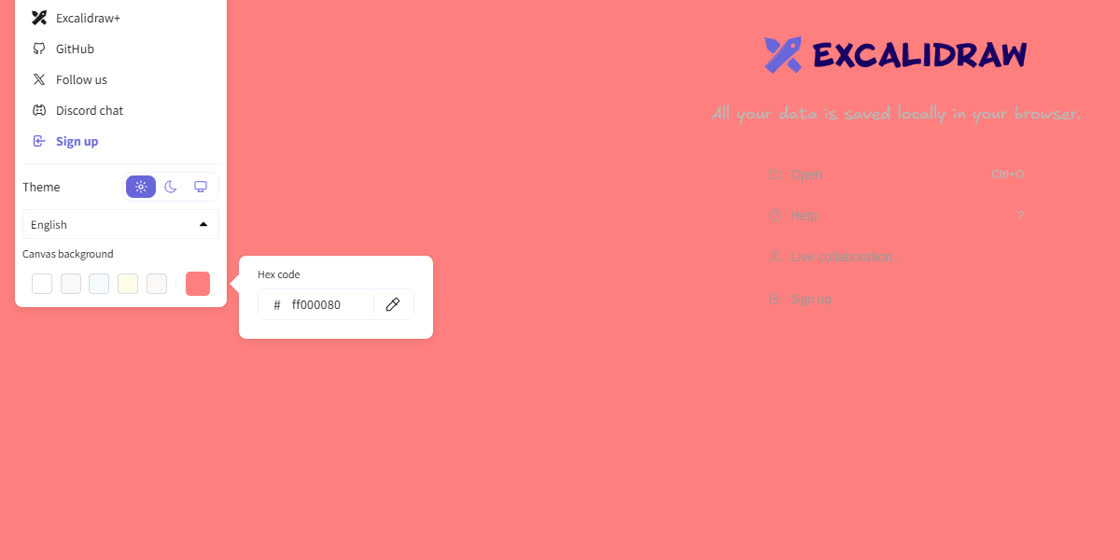 Excalidraw+
GitHub
Follow us
Discord chat
Sign up
Theme
English
Canvas background
Hex code
# ff000080
EXCALIDRAW
All your data is saved locally in your browser.
Open Ctrl+O
Help ?
Live collaboration...
Sign up